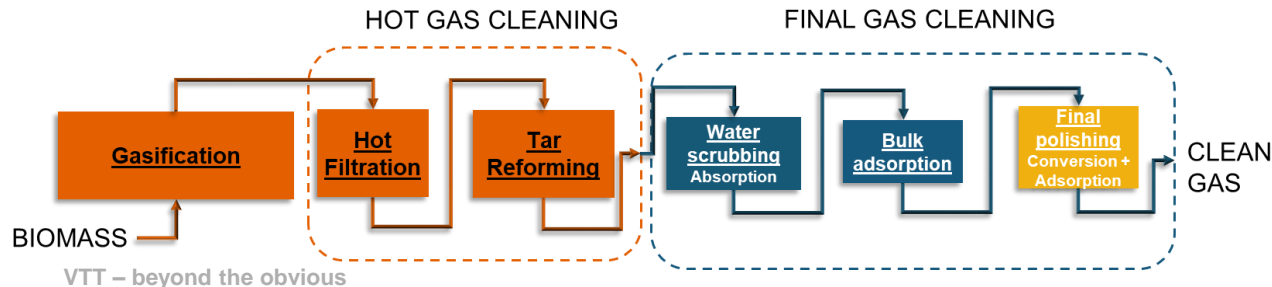 HOT GAS CLEANING
FINAL GAS CLEANING
Gasification
Hot
Filtration
Tar
Reforming
Water
scrubbing
Absorption
Bulk
adsorption
Final
polishing
Conversion +
Adsorption
CLEAN
GAS
BIOMASS
VTT – beyond the obvious